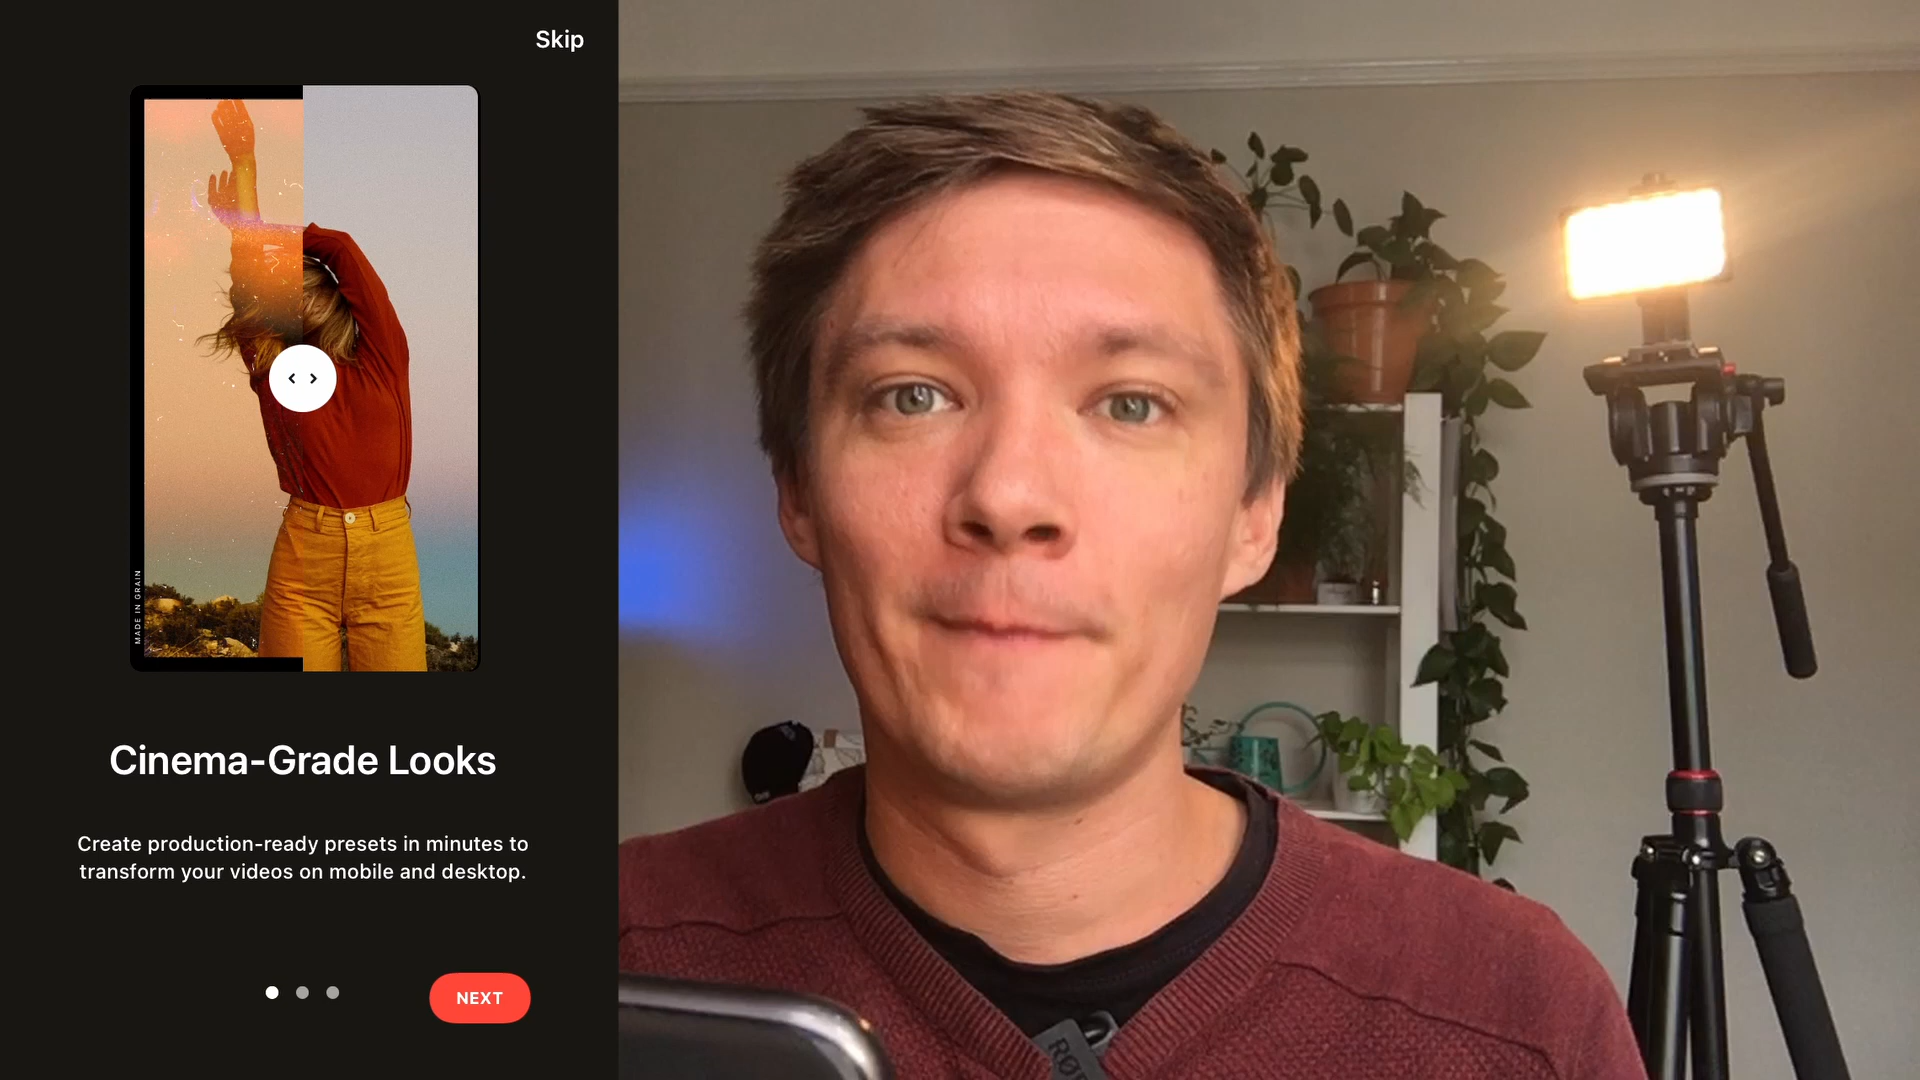 Skip
MADE IN GRAIN
Cinema-Grade Looks
Create production-ready presets in minutes to
transform your videos on mobile and desktop.
NEXT
RØDE